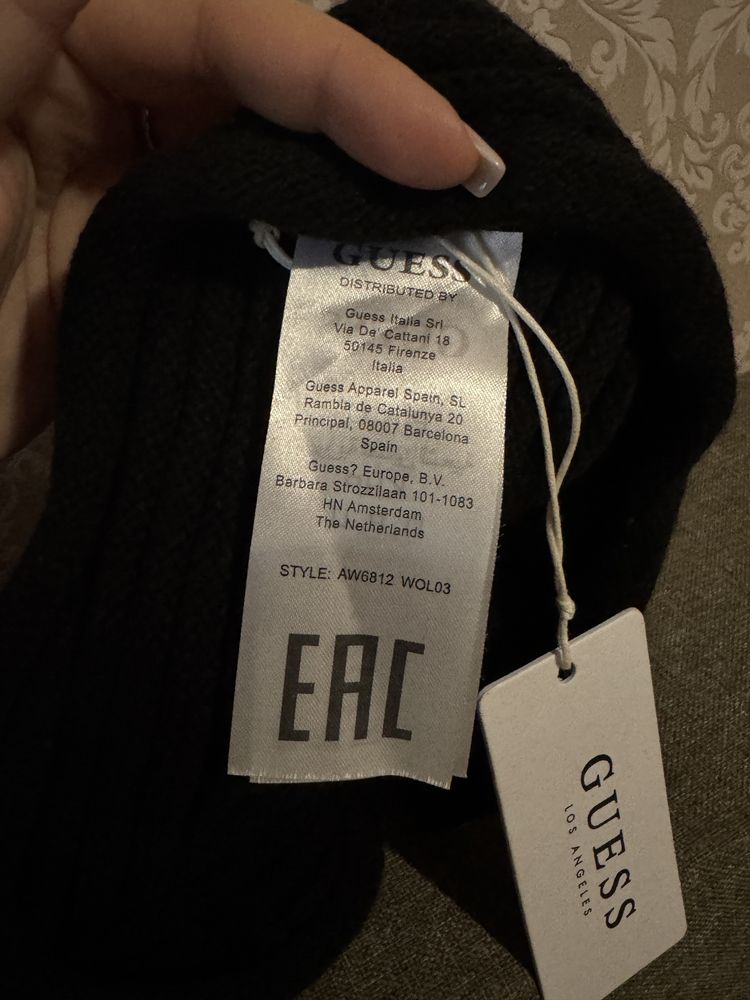 GUESS
DISTRIBUTED BY
Guess Italia Srl
Via De' Cattani 18
50145 Firenze
Italia
Guess Apparel Spain, SL
Rambla de Catalunya 20
Principal, 08007 Barcelona
Spain
Guess? Europe, B.V.
Barbara Strozzilaan 101-1083
HN Amsterdam
The Netherlands
STYLE: AW6812 WOL03
EAC
GUESS
LOS ANGELES